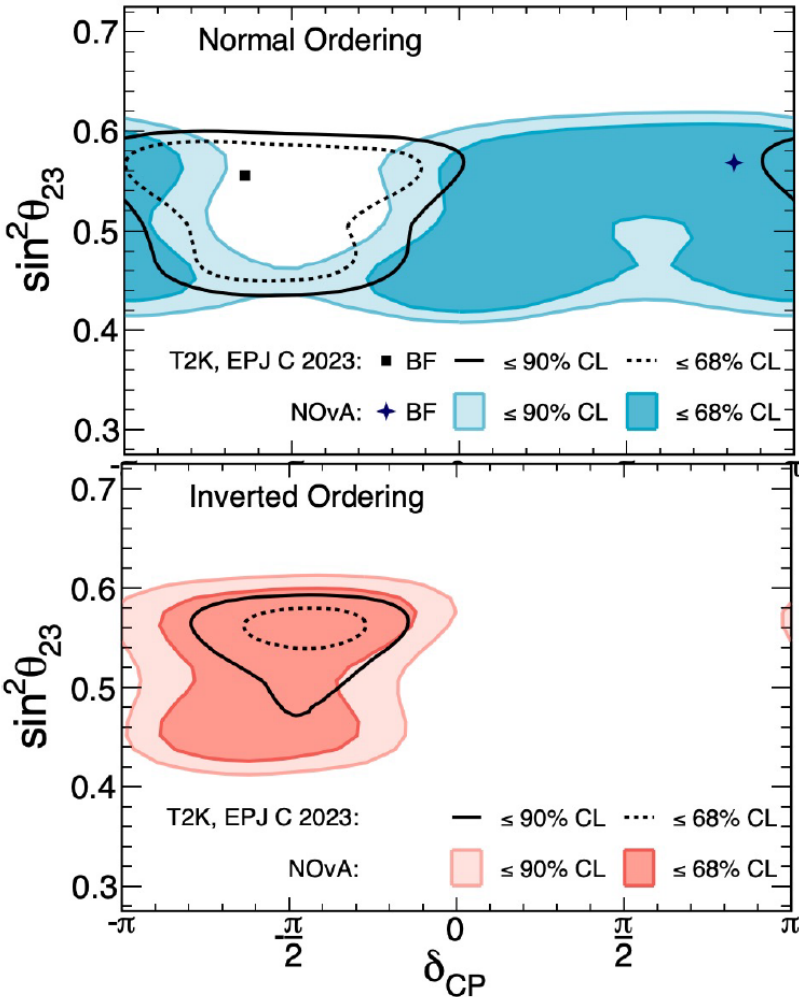 Normal Ordering
0.7
0.6
0.5
0.4
0.3
sin²θ₂₃
T2K, EPJ C 2023: BF ≤ 90% CL ≤ 68% CL
NOvA: BF ≤ 90% CL ≤ 68% CL
Inverted Ordering
0.7
0.6
0.5
0.4
0.3
sin²θ₂₃
T2K, EPJ C 2023: ≤ 90% CL ≤ 68% CL
NOvA: ≤ 90% CL ≤ 68% CL
-π -π/2 0 π/2 π
δCP